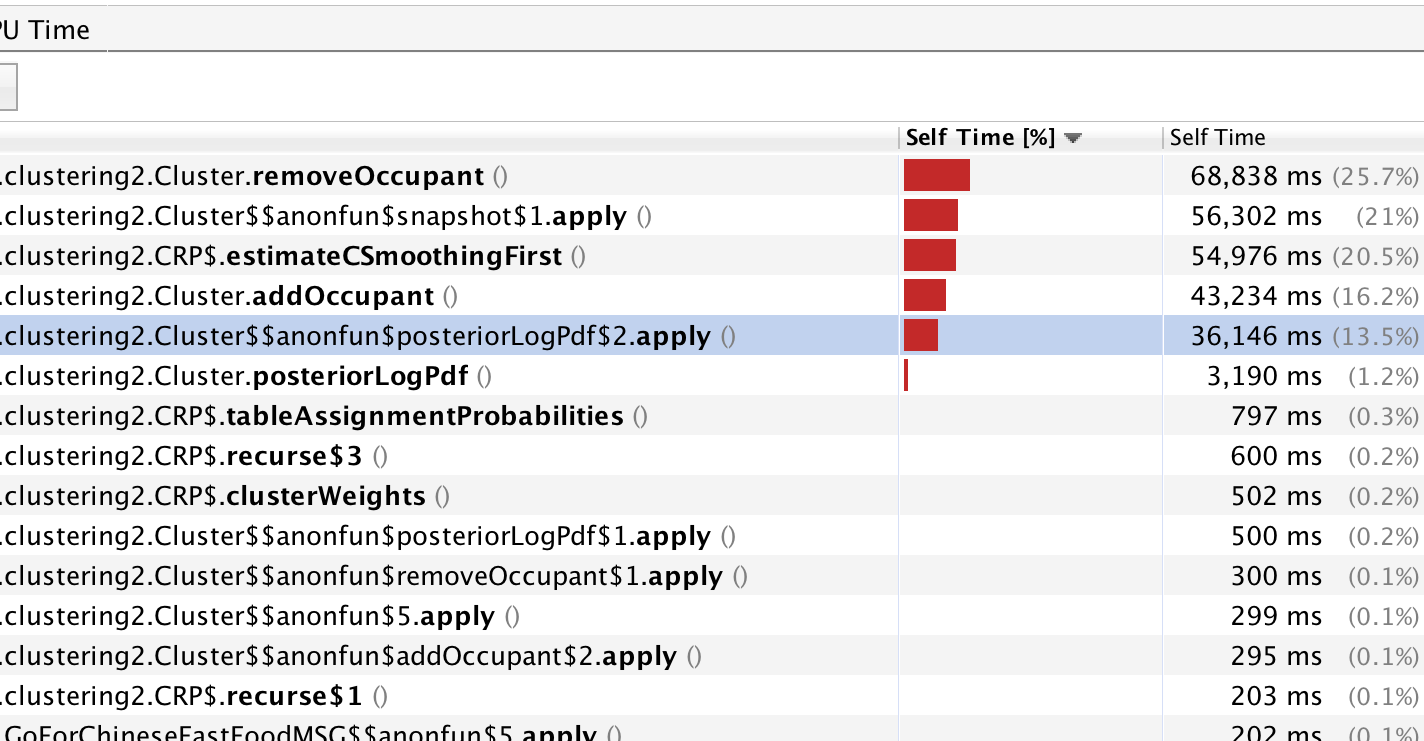 PU Time
Self Time [%] Self Time
.clustering2.Cluster.removeOccupant () 68,838 ms (25.7%)
.clustering2.Cluster$$anonfun$snapshot$1.apply () 56,302 ms (21%)
.clustering2.CRP$.estimateCSmoothingFirst () 54,976 ms (20.5%)
.clustering2.Cluster.addOccupant () 43,234 ms (16.2%)
.clustering2.Cluster$$anonfun$posteriorLogPdf$2.apply () 36,146 ms (13.5%)
.clustering2.Cluster.posteriorLogPdf () 3,190 ms (1.2%)
.clustering2.CRP$.tableAssignmentProbabilities () 797 ms (0.3%)
.clustering2.CRP$.recurse$3 () 600 ms (0.2%)
.clustering2.CRP$.clusterWeights () 502 ms (0.2%)
.clustering2.Cluster$$anonfun$posteriorLogPdf$1.apply () 500 ms (0.2%)
.clustering2.Cluster$$anonfun$removeOccupant$1.apply () 300 ms (0.1%)
.clustering2.Cluster$$anonfun$5.apply () 299 ms (0.1%)
.clustering2.Cluster$$anonfun$addOccupant$2.apply () 295 ms (0.1%)
.clustering2.CRP$.recurse$1 () 203 ms (0.1%)
.GoForChineseFastFoodMSG$$anonfun$5.apply () 202 ms (0.1%)